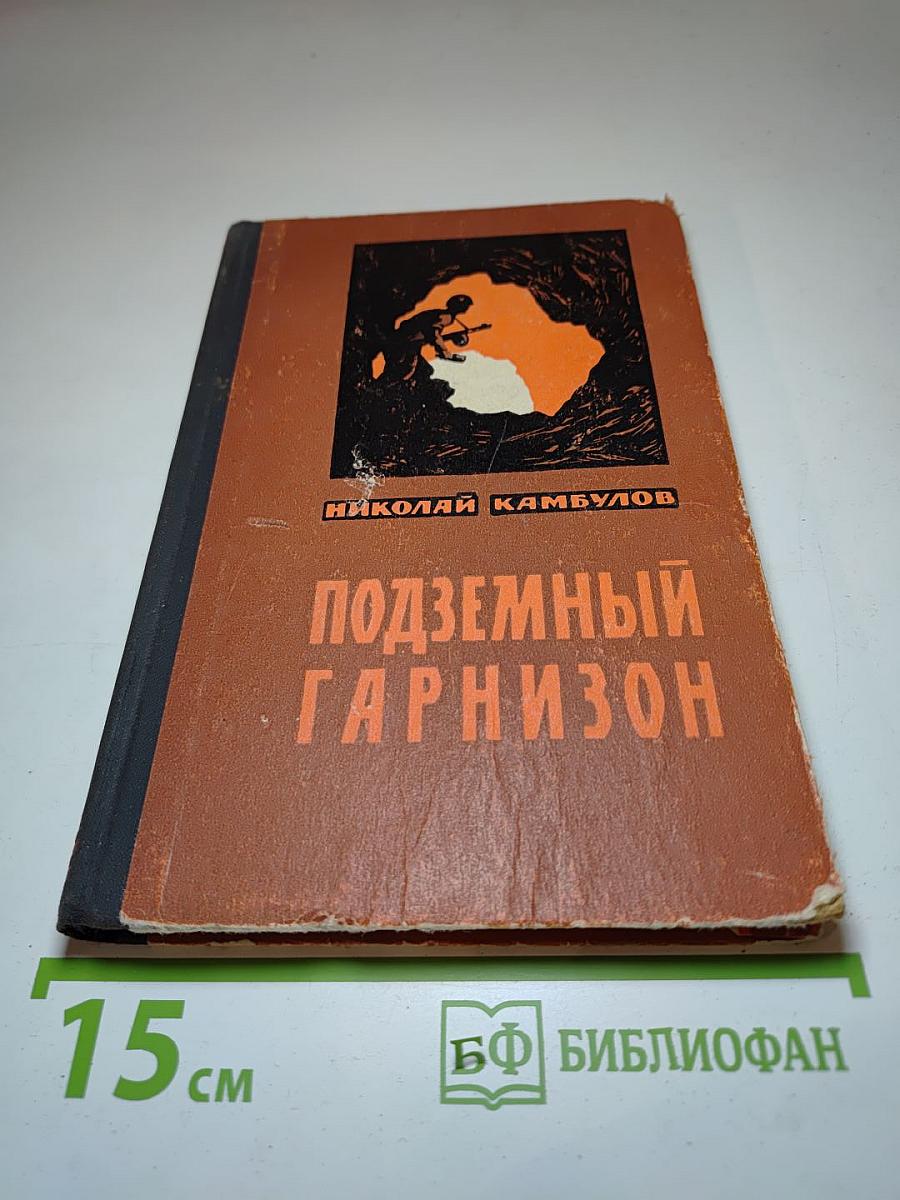 НИКОЛАЙ КАМБУЛОВ
ПОДЗЕМНЫЙ
ГАРНИЗОН
15 см
БФ БИБЛИОФАН